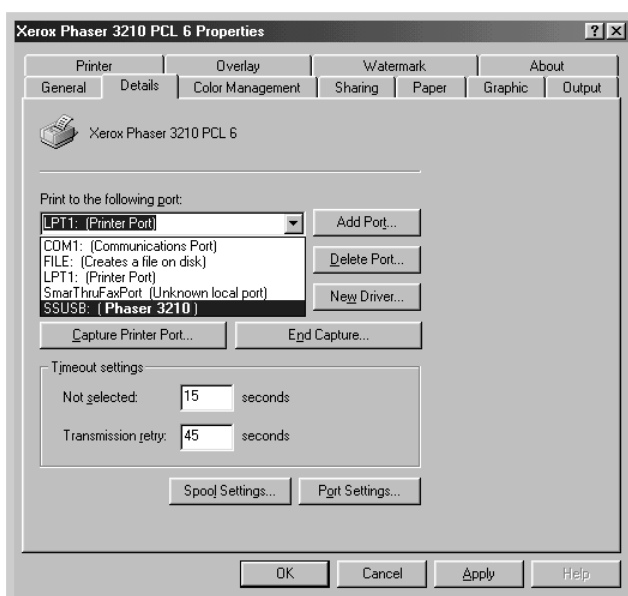 Xerox Phaser 3210 PCL 6 Properties
Printer Overlay Watermark About
General Details Color Management Sharing Paper Graphic Output
Xerox Phaser 3210 PCL 6
Print to the following port:
LPT1: (Printer Port) Add Port...
COM1: (Communications Port)
FILE: (Creates a file on disk) Delete Port...
LPT1: (Printer Port)
SmarThruFaxPort (Unknown local port) New Driver...
SSUSB: ( Phaser 3210 )
Capture Printer Port... End Capture...
Timeout settings
Not selected: 15 seconds
Transmission retry: 45 seconds
Spool Settings... Port Settings...
OK Cancel Apply Help